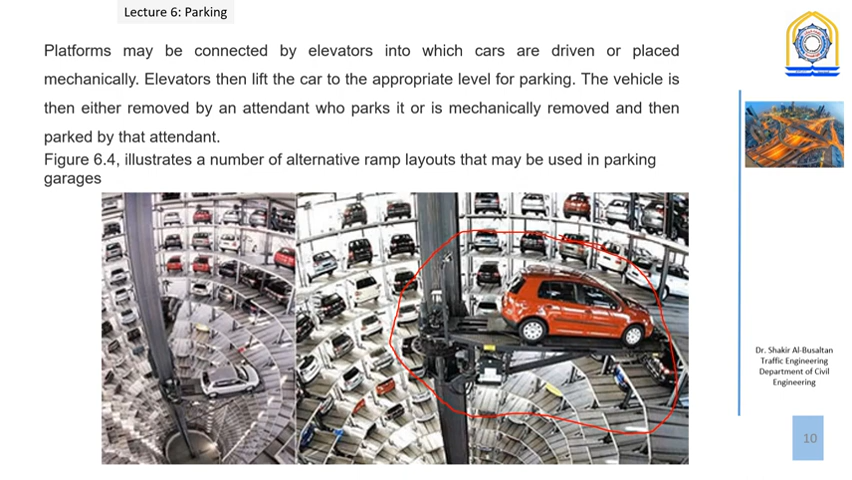 Lecture 6: Parking
Platforms may be connected by elevators into which cars are driven or placed
mechanically. Elevators then lift the car to the appropriate level for parking. The vehicle is
then either removed by an attendant who parks it or is mechanically removed and then
parked by that attendant.
Figure 6.4, illustrates a number of alternative ramp layouts that may be used in parking
garages
Dr. Shakir Al-Busaltan
Traffic Engineering
Department of Civil
Engineering
10